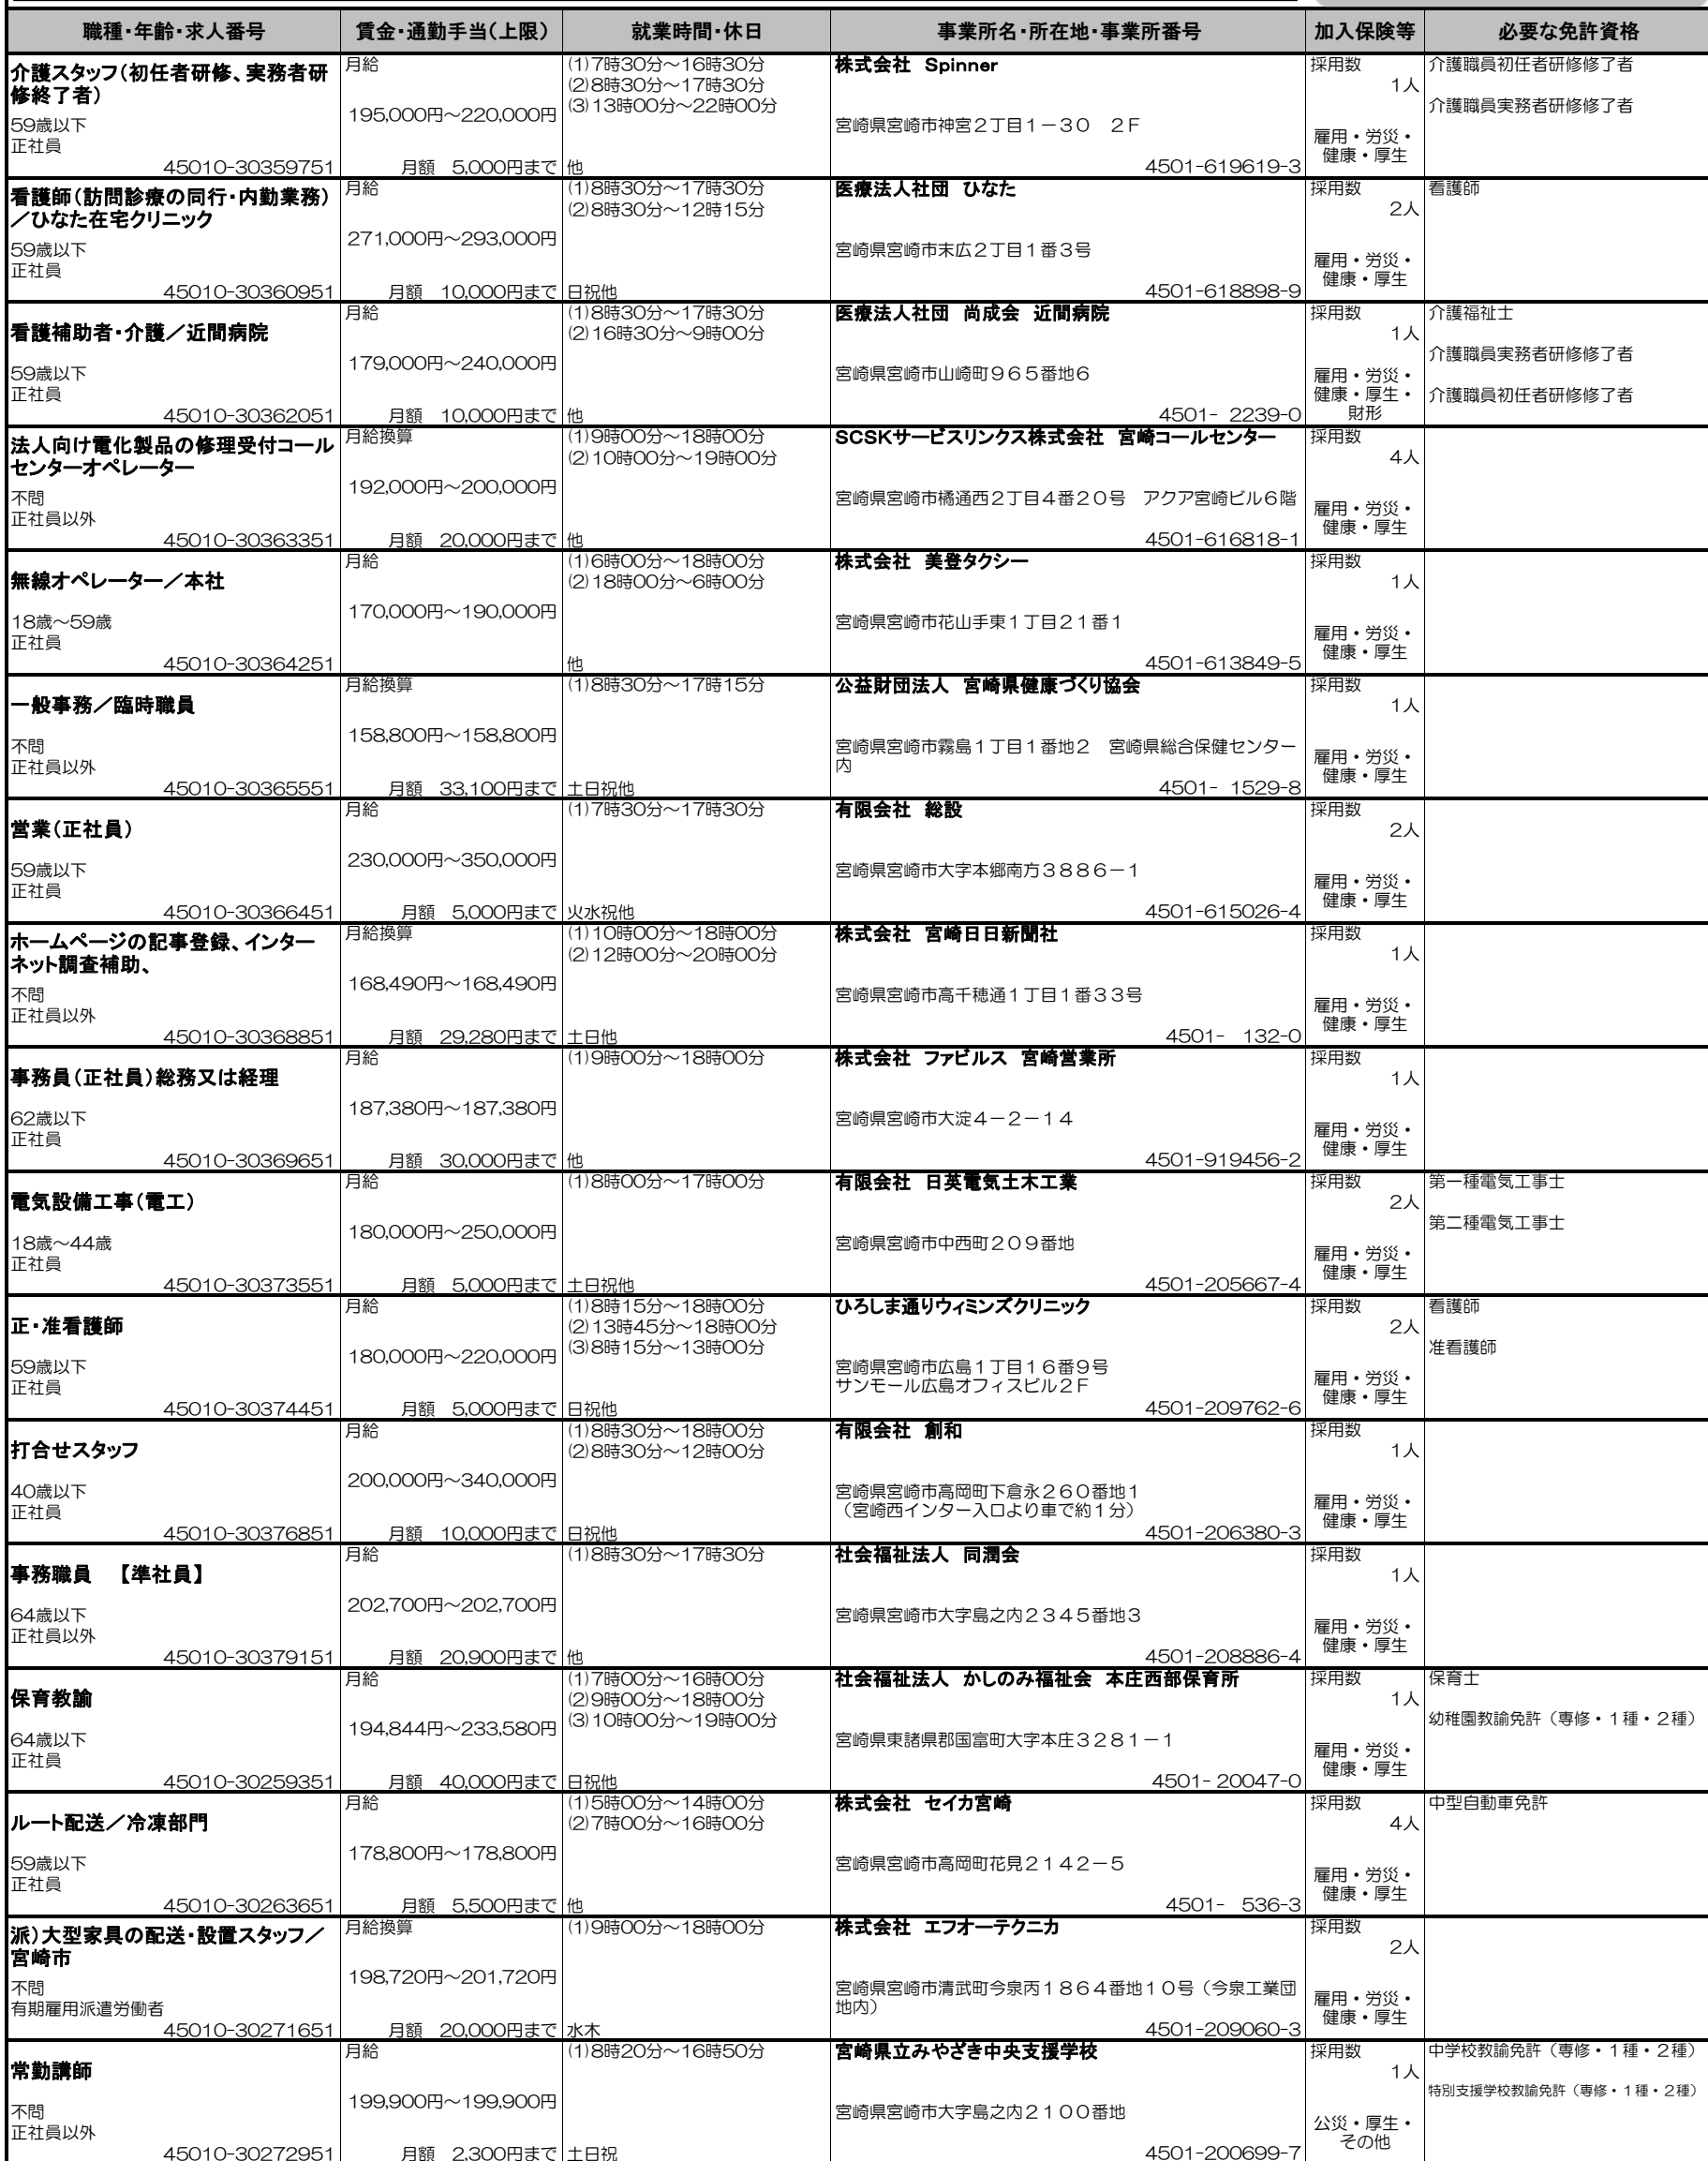 職種・年齢・求人番号 賃金・通勤手当(上限) 就業時間・休日 事業所名・所在地・事業所番号 加入保険等 必要な免許資格
介護スタッフ(初任者研修、実務者研修終了者)
59歳以下
正社員
45010-30359751
月給
195,000円～220,000円
月額 5,000円まで
(1)7時30分～16時30分
(2)8時30分～17時30分
(3)13時00分～22時00分
他
株式会社 Spinner
宮崎県宮崎市神宮２丁目１－３０ ２Ｆ
4501-619619-3
採用数
1人
雇用・労災・
健康・厚生
介護職員初任者研修修了者
介護職員実務者研修修了者
看護師(訪問診療の同行・内勤業務)
／ひなた在宅クリニック
59歳以下
正社員
45010-30360951
月給
271,000円～293,000円
月額 10,000円まで
(1)8時30分～17時30分
(2)8時30分～12時15分
日祝他
医療法人社団 ひなた
宮崎県宮崎市末広２丁目１番３号
4501-618898-9
採用数
2人
雇用・労災・
健康・厚生
看護師
看護補助者・介護／近間病院
59歳以下
正社員
45010-30362051
月給
179,000円～240,000円
月額 10,000円まで
(1)8時30分～17時30分
(2)16時30分～9時00分
他
医療法人社団 尚成会 近間病院
宮崎県宮崎市山崎町９６５番地６
4501- 2239-0
採用数
1人
雇用・労災・
健康・厚生・
財形
介護福祉士
介護職員実務者研修修了者
介護職員初任者研修修了者
法人向け電化製品の修理受付コール
センターオペレーター
不問
正社員以外
45010-30363351
月給換算
192,000円～200,000円
月額 20,000円まで
(1)9時00分～18時00分
(2)10時00分～19時00分
他
SCSKサービスリンクス株式会社 宮崎コールセンター
宮崎県宮崎市橘通西２丁目４番２０号 アクア宮崎ビル６階
4501-616818-1
採用数
4人
雇用・労災・
健康・厚生
無線オペレーター／本社
18歳～59歳
正社員
45010-30364251
月給
170,000円～190,000円
(1)6時00分～18時00分
(2)18時00分～6時00分
他
株式会社 美登タクシー
宮崎県宮崎市花山手東１丁目２１番１
4501-613849-5
採用数
1人
雇用・労災・
健康・厚生
一般事務／臨時職員
不問
正社員以外
45010-30365551
月給換算
158,800円～158,800円
月額 33,100円まで
(1)8時30分～17時15分
土日祝他
公益財団法人 宮崎県健康づくり協会
宮崎県宮崎市霧島１丁目１番地２ 宮崎県総合保健センター
内
4501- 1529-8
採用数
1人
雇用・労災・
健康・厚生
営業(正社員)
59歳以下
正社員
45010-30366451
月給
230,000円～350,000円
月額 5,000円まで
(1)7時30分～17時30分
火水祝他
有限会社 総設
宮崎県宮崎市大字本郷南方３８８６－１
4501-615026-4
採用数
2人
雇用・労災・
健康・厚生
ホームページの記事登録、インター
ネット調査補助、
不問
正社員以外
45010-30368851
月給換算
168,490円～168,490円
月額 29,280円まで
(1)10時00分～18時00分
(2)12時00分～20時00分
土日他
株式会社 宮崎日日新聞社
宮崎県宮崎市高千穂通１丁目１番３３号
4501- 132-0
採用数
1人
雇用・労災・
健康・厚生
事務員(正社員)総務又は経理
62歳以下
正社員
45010-30369651
月給
187,380円～187,380円
月額 30,000円まで
(1)9時00分～18時00分
他
株式会社 ファビルス 宮崎営業所
宮崎県宮崎市大淀４－２－１４
4501-919456-2
採用数
1人
雇用・労災・
健康・厚生
電気設備工事(電工)
18歳～44歳
正社員
45010-30373551
月給
180,000円～250,000円
月額 5,000円まで
(1)8時00分～17時00分
土日祝他
有限会社 日英電気土木工業
宮崎県宮崎市中西町２０９番地
4501-205667-4
採用数
2人
雇用・労災・
健康・厚生
第一種電気工事士
第二種電気工事士
正・准看護師
59歳以下
正社員
45010-30374451
月給
180,000円～220,000円
月額 5,000円まで
(1)8時15分～18時00分
(2)13時45分～18時00分
(3)8時15分～13時00分
日祝他
ひろしま通りウィミンズクリニック
宮崎県宮崎市広島１丁目１６番９号
サンモール広島オフィスビル２Ｆ
4501-209762-6
採用数
2人
雇用・労災・
健康・厚生
看護師
准看護師
打合せスタッフ
40歳以下
正社員
45010-30376851
月給
200,000円～340,000円
月額 10,000円まで
(1)8時30分～18時00分
(2)8時30分～12時00分
日祝他
有限会社 創和
宮崎県宮崎市高岡町下倉永２６０番地１
（宮崎西インター入口より車で約１分）
4501-206380-3
採用数
1人
雇用・労災・
健康・厚生
事務職員 【準社員】
64歳以下
正社員以外
45010-30379151
月給
202,700円～202,700円
月額 20,900円まで
(1)8時30分～17時30分
他
社会福祉法人 同潤会
宮崎県宮崎市大字島之内２３４５番地３
4501-208886-4
採用数
1人
雇用・労災・
健康・厚生
保育教諭
64歳以下
正社員
45010-30259351
月給
194,844円～233,580円
月額 40,000円まで
(1)7時00分～16時00分
(2)9時00分～18時00分
(3)10時00分～19時00分
日祝他
社会福祉法人 かしのみ福祉会 本庄西部保育所
宮崎県東諸県郡国富町大字本庄３２８１－１
4501- 20047-0
採用数
1人
雇用・労災・
健康・厚生
保育士
幼稚園教諭免許（専修・１種・２種）
ルート配送／冷凍部門
59歳以下
正社員
45010-30263651
月給
178,800円～178,800円
月額 5,500円まで
(1)5時00分～14時00分
(2)7時00分～16時00分
他
株式会社 セイカ宮崎
宮崎県宮崎市高岡町花見２１４２－５
4501- 536-3
採用数
4人
雇用・労災・
健康・厚生
中型自動車免許
派)大型家具の配送・設置スタッフ／
宮崎市
不問
有期雇用派遣労働者
45010-30271651
月給換算
198,720円～201,720円
月額 20,000円まで
(1)9時00分～18時00分
水木
株式会社 エフオーテクニカ
宮崎県宮崎市清武町今泉丙１８６４番地１０号（今泉工業団
地内）
4501-209060-3
採用数
2人
雇用・労災・
健康・厚生
常勤講師
不問
正社員以外
45010-30272951
月給
199,900円～199,900円
月額 2,300円まで
(1)8時20分～16時50分
土日祝
宮崎県立みやざき中央支援学校
宮崎県宮崎市大字島之内２１００番地
4501-200699-7
採用数
1人
公災・厚生・
その他
中学校教諭免許（専修・１種・２種）
特別支援学校教諭免許（専修・１種・２種）